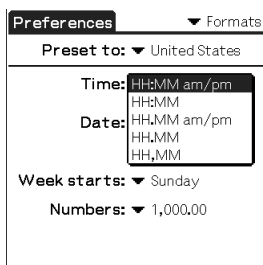 Preferences Formats
Preset to: United States
Time: HH:MM am/pm
HH:MM
Date: HH.MM am/pm
HH.MM
HH,MM
Week starts: Sunday
Numbers: 1,000.00